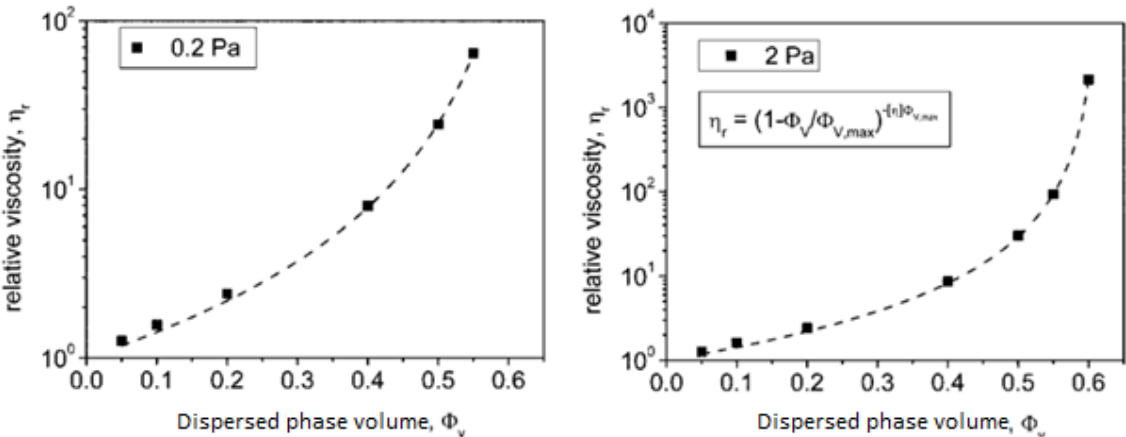 relative viscosity, ηr
10²
10¹
10⁰
0.2 Pa
0.0 0.1 0.2 0.3 0.4 0.5 0.6
Dispersed phase volume, Φv
relative viscosity, ηr
10⁴
10³
10²
10¹
10⁰
2 Pa
ηr = (1-ΦV/ΦV,max)^-[η]ΦV,max
0.0 0.1 0.2 0.3 0.4 0.5 0.6
Dispersed phase volume, Φv